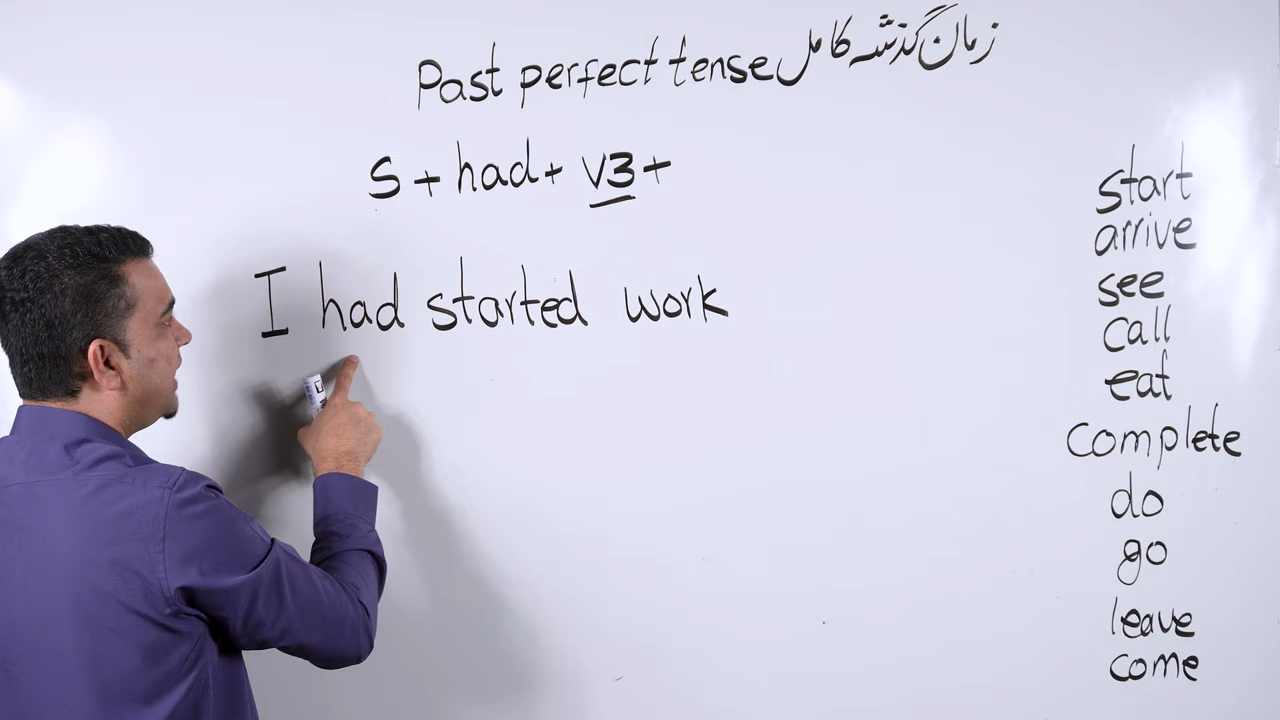 Past perfect tense زمان گذشه کامل
S + had + V3 +
I had started work
start
arrive
see
call
eat
complete
do
go
leave
come